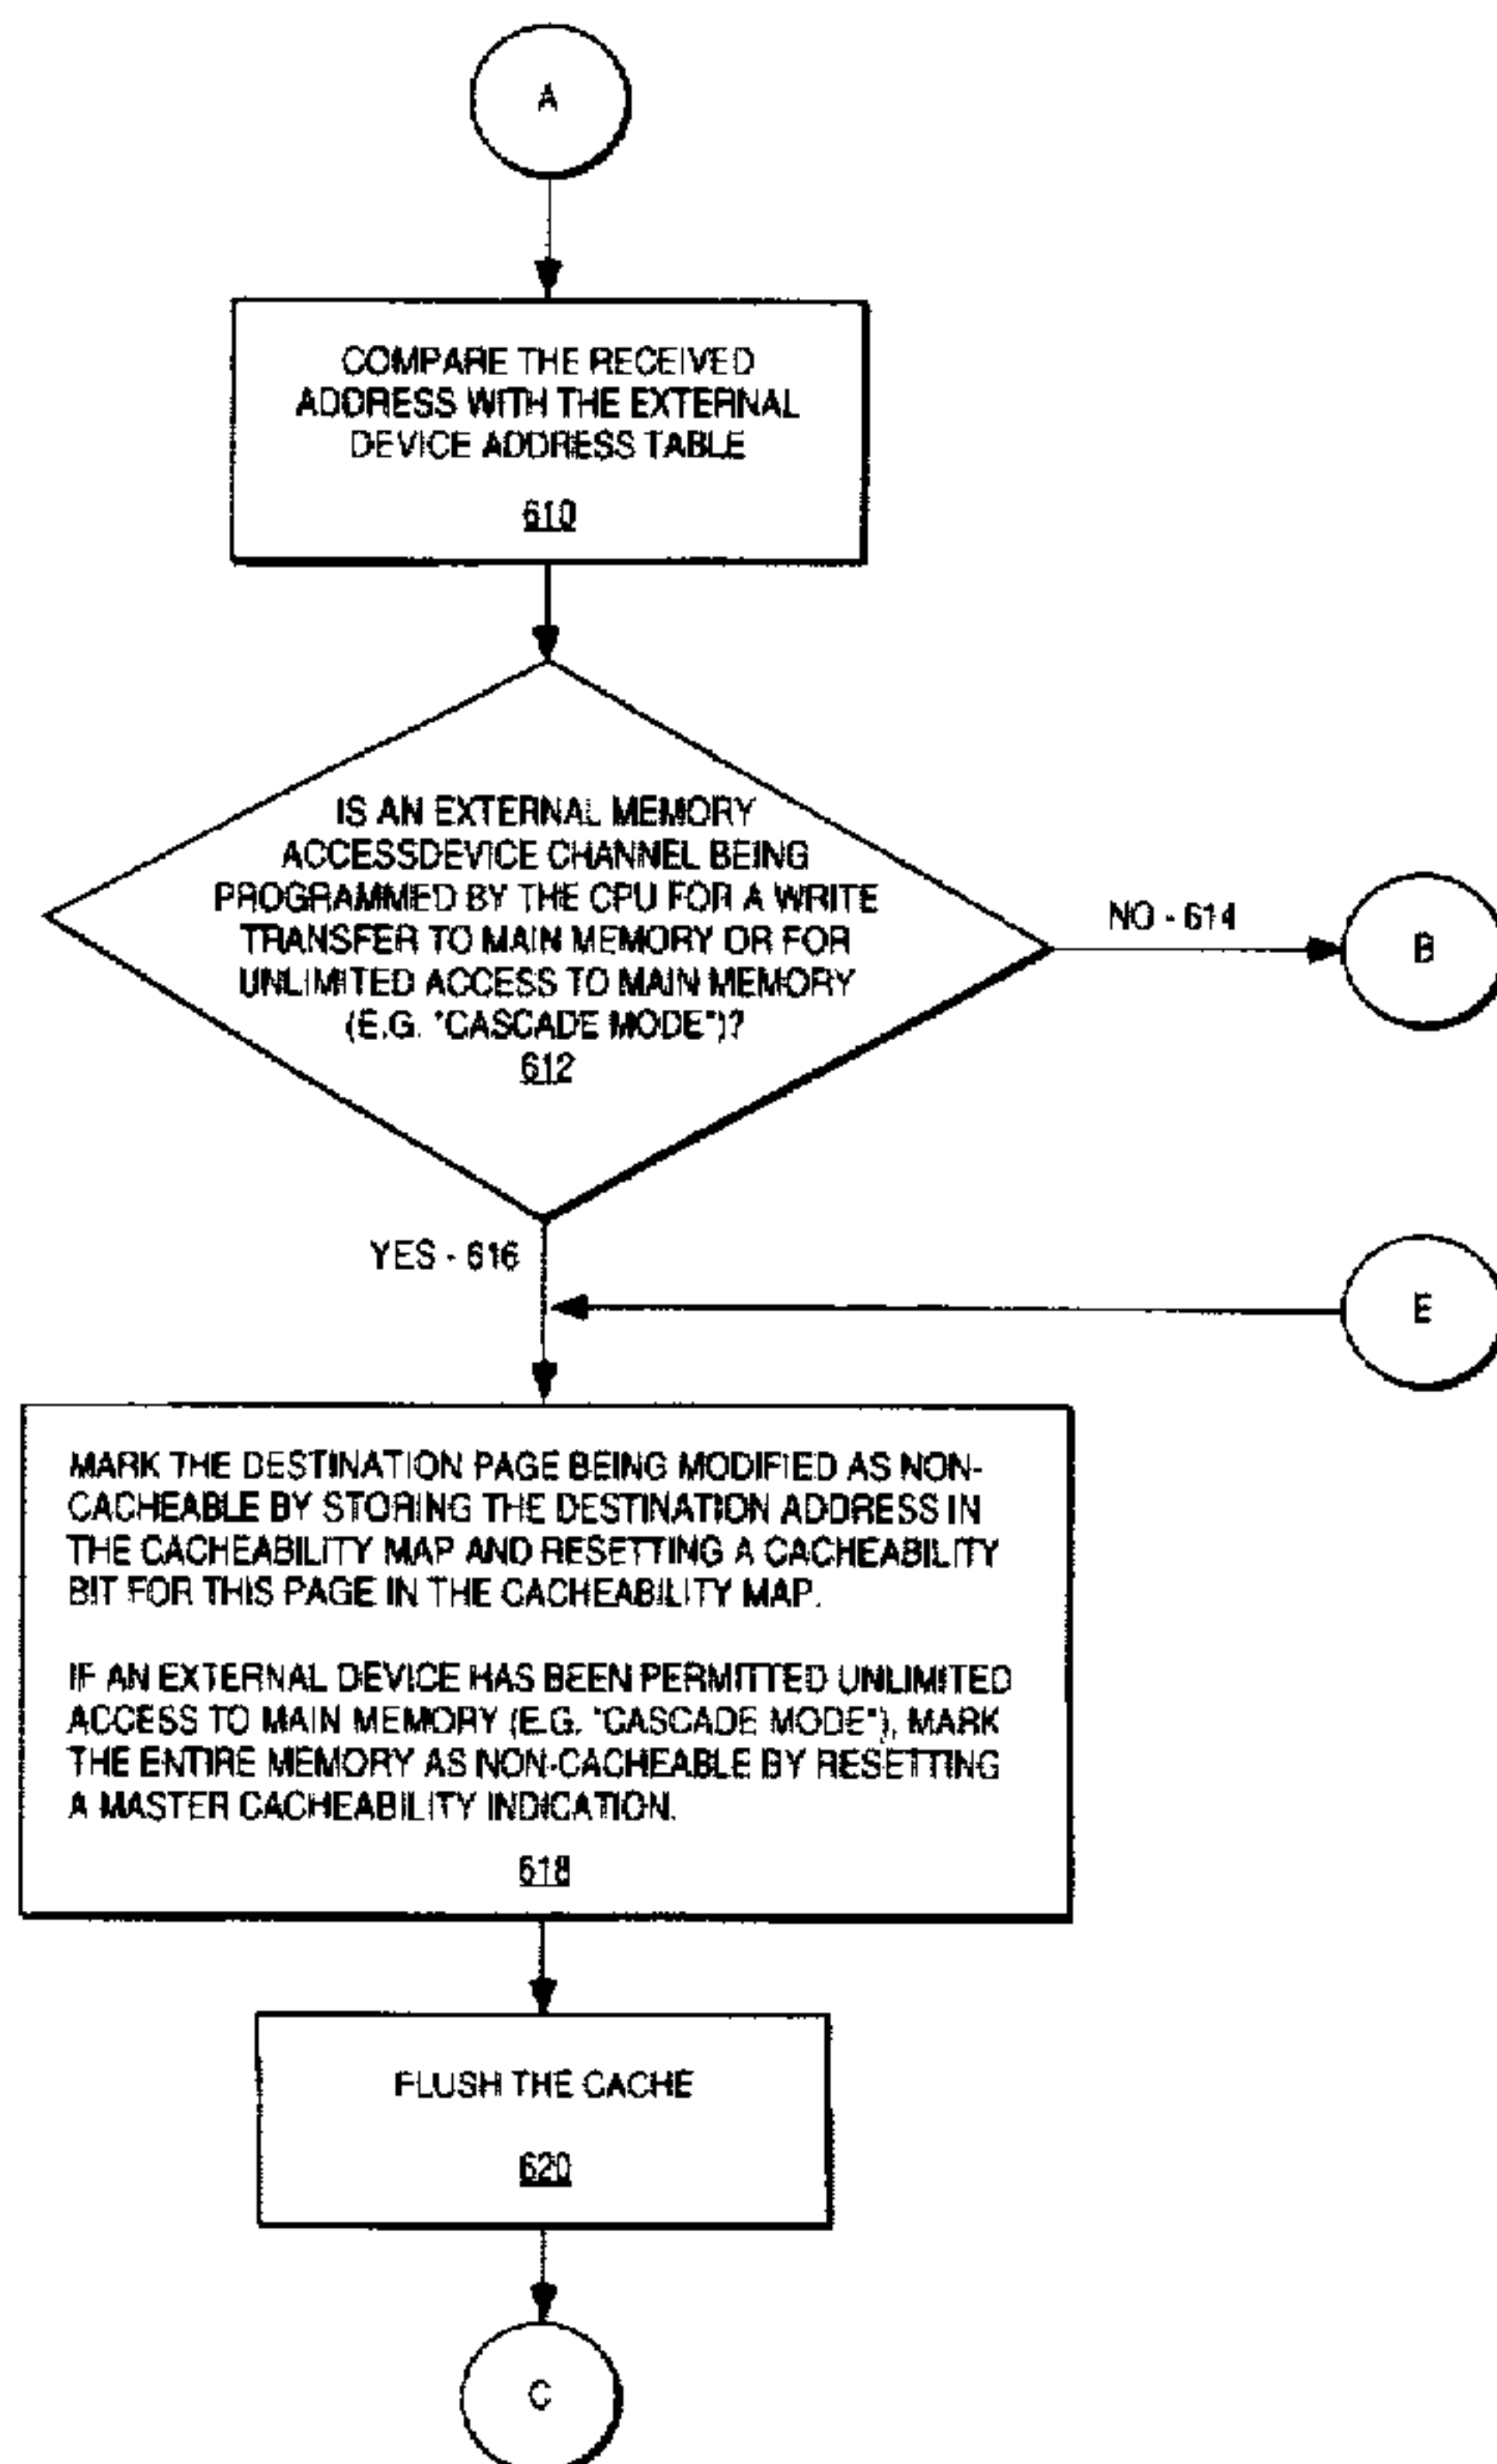 A
COMPARE THE RECEIVED
ADDRESS WITH THE EXTERNAL
DEVICE ADDRESS TABLE
610
IS AN EXTERNAL MEMORY
ACCESSDEVICE CHANNEL BEING
PROGRAMMED BY THE CPU FOR A WRITE
TRANSFER TO MAIN MEMORY OR FOR
UNLIMITED ACCESS TO MAIN MEMORY
(E.G. "CASCADE MODE")?
612
NO - 614
B
YES - 616
E
MARK THE DESTINATION PAGE BEING MODIFIED AS NON-
CACHEABLE BY STORING THE DESTINATION ADDRESS IN
THE CACHEABILITY MAP AND RESETTING A CACHEABILITY
BIT FOR THIS PAGE IN THE CACHEABILITY MAP.
IF AN EXTERNAL DEVICE HAS BEEN PERMITTED UNLIMITED
ACCESS TO MAIN MEMORY (E.G. "CASCADE MODE"), MARK
THE ENTIRE MEMORY AS NON-CACHEABLE BY RESETTING
A MASTER CACHEABILITY INDICATION.
618
FLUSH THE CACHE
620
C